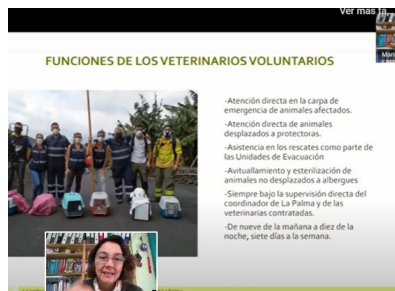 Ver más ta
FUNCIONES DE LOS VETERINARIOS VOLUNTARIOS
-Atención directa en la carpa de
emergencia de animales afectados.
-Atención directa de animales
desplazados a protectoras.
-Asistencia en los rescates como parte de
las Unidades de Evacuación
-Avituallamiento y esterilización de
animales no desplazados a albergues
-Siempre bajo la supervisión directa del
coordinador de La Palma y de las
veterinarias contratadas.
-De nueve de la mañana a diez de la
noche, siete días a la semana.